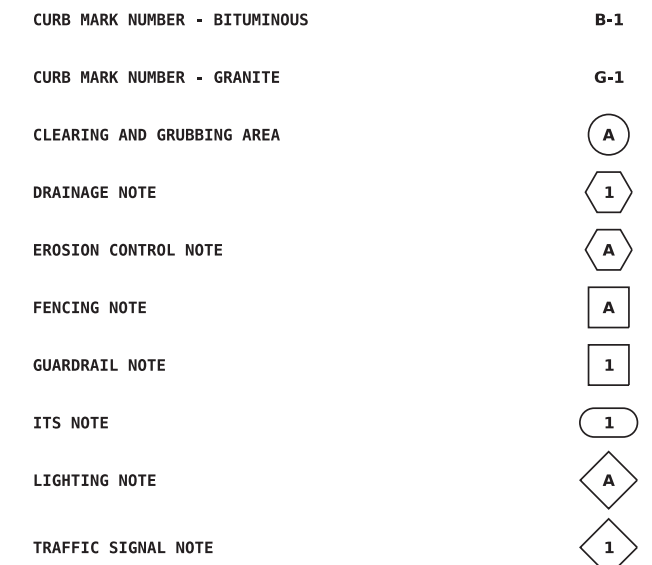 CURB MARK NUMBER - BITUMINOUS B-1
CURB MARK NUMBER - GRANITE G-1
CLEARING AND GRUBBING AREA A
DRAINAGE NOTE 1
EROSION CONTROL NOTE A
FENCING NOTE A
GUARDRAIL NOTE 1
ITS NOTE 1
LIGHTING NOTE A
TRAFFIC SIGNAL NOTE 1